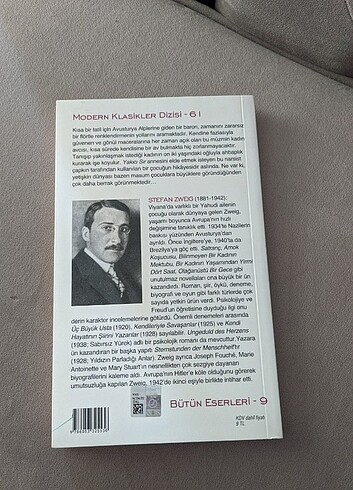 MODERN KLASİKLER DİZİSİ - 61
Kısa bir tatil için Avusturya Alplerine giden bir baron, zamanını zararsız
bir flörtle renklendirmenin yollarını aramaktadır. Kendine fazlasıyla
güvenen ve gönül maceralarına her zaman açık olan bu müzmin kadın
avcısı, kısa sürede kendisine bir av bulmakta hiç zorlanmayacaktır.
Tanışıp yakınlaşmak istediği kadının on iki yaşındaki oğluyla ahbaplık
kurarak işe koyulur. Yakıcı Sır annesini elde etmek isteyen bu narsist
çapkın tarafından kullanılan bir çocuğun hikâyesidir aslında. Ne var ki,
yetişkin dünyası bazen masum çocuklara büyüklere göründüğünden
çok daha berrak görünmektedir...
STEFAN ZWEIG (1881-1942):
Viyana'da varlıklı bir Yahudi ailenin
çocuğu olarak dünyaya gelen Zweig,
yaşamı boyunca Avrupa'nın hızlı
değişimine tanıklık etti. 1934'te Nazilerin
baskısı yüzünden Avusturya'dan
ayrıldı. Önce İngiltere'ye, 1940'ta da
Brezilya'ya göç etti. Satranç, Amok
Koşucusu, Bilinmeyen Bir Kadının
Mektubu, Bir Kadının Yaşamından Yirmi
Dört Saat, Olağanüstü Bir Gece gibi
unutulmaz novellaları ona büyük bir ün
kazandırdı. Roman, şiir, öykü, deneme,
biyografi ve oyun gibi farklı türlerde çok
sayıda yetkin ürün verdi. Psikolojiye ve
Freud'un öğretisine duyduğu ilgi onu
derin karakter incelemelerine götürdü. Önemli denemeleri arasında
Üç Büyük Usta (1920), Kendileriyle Savaşanlar (1925) ve Kendi
Hayatının Şiirini Yazanlar (1928) sayılabilir. Ungeduld des Herzens
(1938; Sabırsız Yürek) adlı bir psikolojik romanı da mevcuttur. Yazara
ün kazandıran bir başka yapıtı Sternstunden der Menschheit'tır
(1928; Yıldızın Parladığı Anlar). Zweig ayrıca Joseph Fouché, Marie
Antoinette ve Mary Stuart'ın nesnellikten çok sezgiye dayanan
biyografilerini kaleme aldı. Avrupa'nın Hitler'e köle olduğunu görerek
umutsuzluğa kapılan Zweig, 1942'de ikinci eşiyle birlikte intihar etti.
BÜTÜN ESERLERİ - 9
KDV dahil fiyatı
9 TL